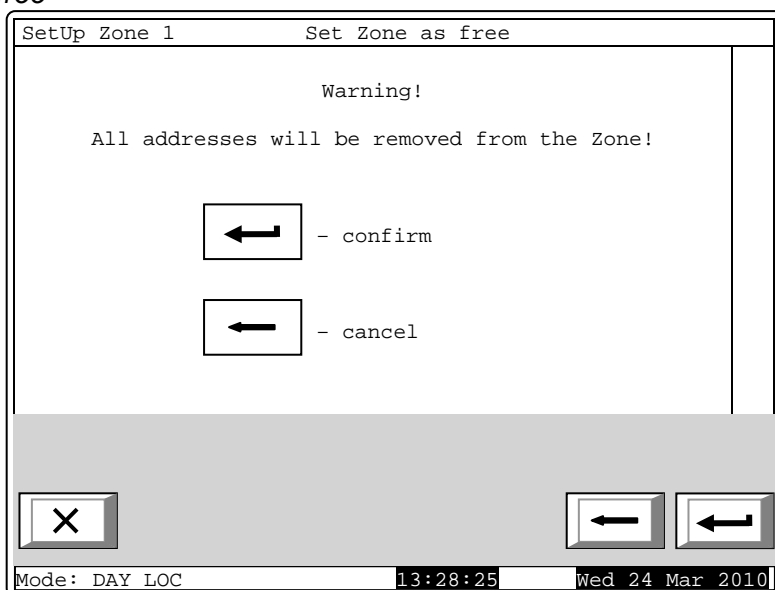 SetUp Zone 1 Set Zone as free
Warning!
All addresses will be removed from the Zone!
- confirm
- cancel
Mode: DAY LOC 13:28:25 Wed 24 Mar 2010